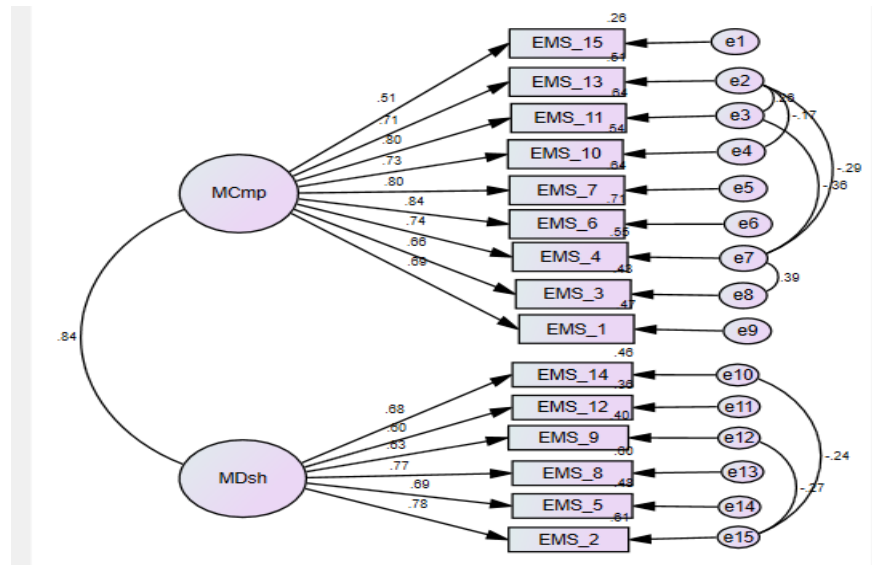 .26
EMS_15 e1
.51
.51 EMS_13 e2
.64 .26
.71 EMS_11 e3 -.17
.54
.80 EMS_10 e4
.64
.73 -.29
.80 EMS_7 e5 -.36
.71
MCmp .84 EMS_6 e6
.55
.74 EMS_4 e7
.43
.66 .39
.69 EMS_3 e8
.47
EMS_1 e9
.84
.46
EMS_14 e10
.36
.68 EMS_12 e11
.40
.60 EMS_9 e12
.63 .60 -.24
MDsh .77 EMS_8 e13
.48 -.27
.69 EMS_5 e14
.61
.78 EMS_2 e15